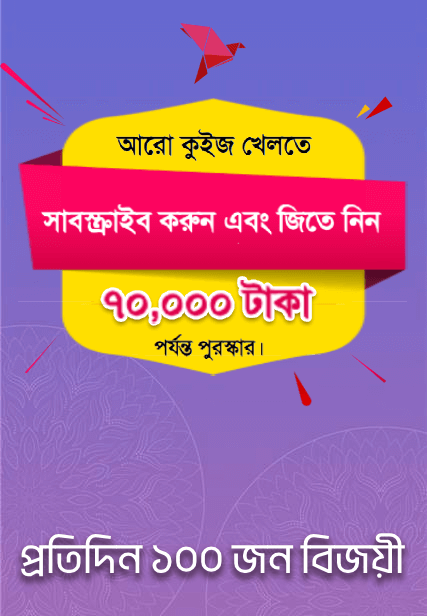 আরো কুইজ খেলতে
সাবস্ক্রাইব করুন এবং জিতে নিন
৭০,০০০ টাকা
পর্যন্ত পুরস্কার।
প্রতিদিন ১০০ জন বিজয়ী